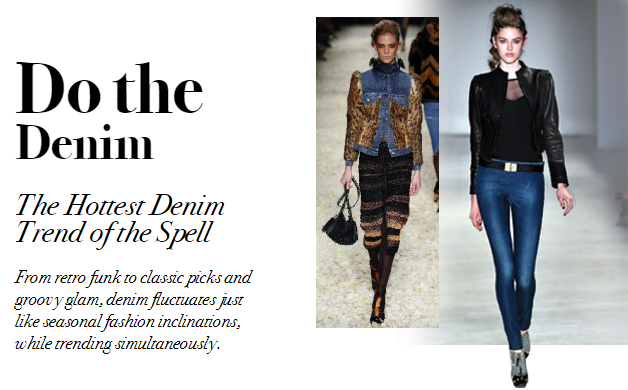 Do the
Denim
The Hottest Denim
Trend of the Spell
From retro funk to classic picks and
groovy glam, denim fluctuates just
like seasonal fashion inclinations,
while trending simultaneously.